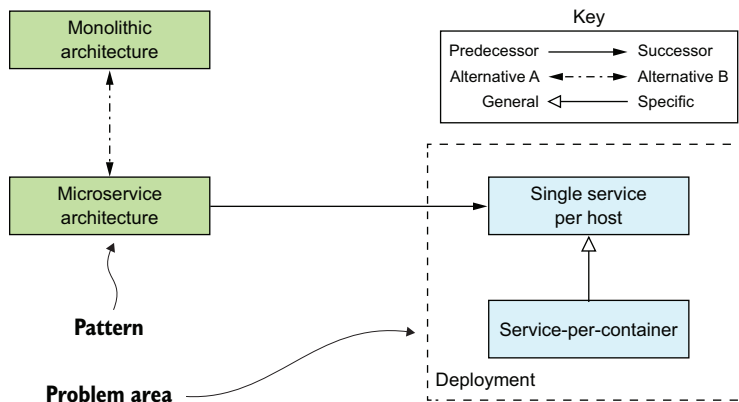 Monolithic
architecture
Key
Predecessor
Successor
Alternative A
Alternative B
General
Specific
Microservice
architecture
Single service
per host
Service-per-container
Pattern
Problem area
Deployment